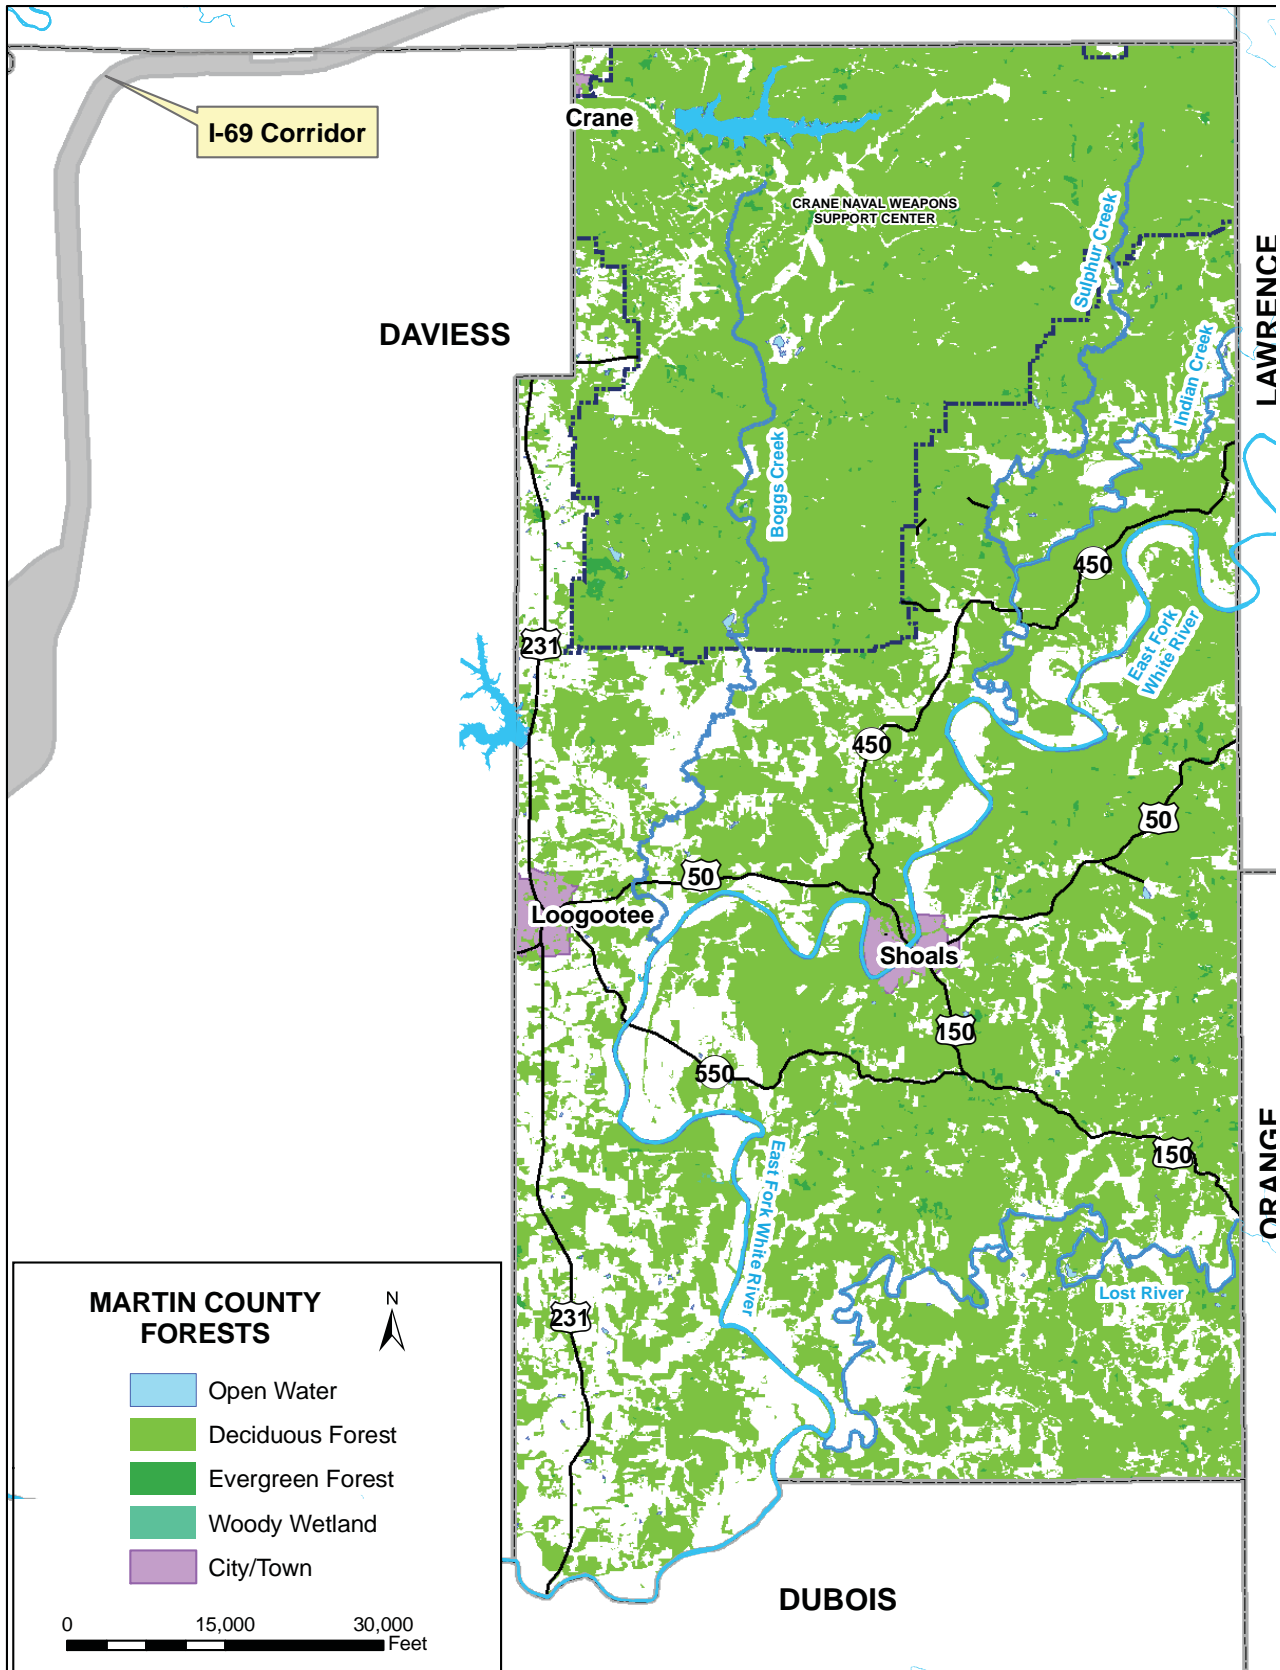 I-69 Corridor
Crane
CRANE NAVAL WEAPONS
SUPPORT CENTER
Sulphur Creek
LAWRENCE
DAVIESS
Indian Creek
Boggs Creek
450
231
East Fork
White River
450
50
50
Loogootee
Shoals
150
550
ORANGE
150
East Fork White River
Lost River
231
MARTIN COUNTY
FORESTS
N
Open Water
Deciduous Forest
Evergreen Forest
Woody Wetland
City/Town
0 15,000 30,000
Feet
DUBOIS